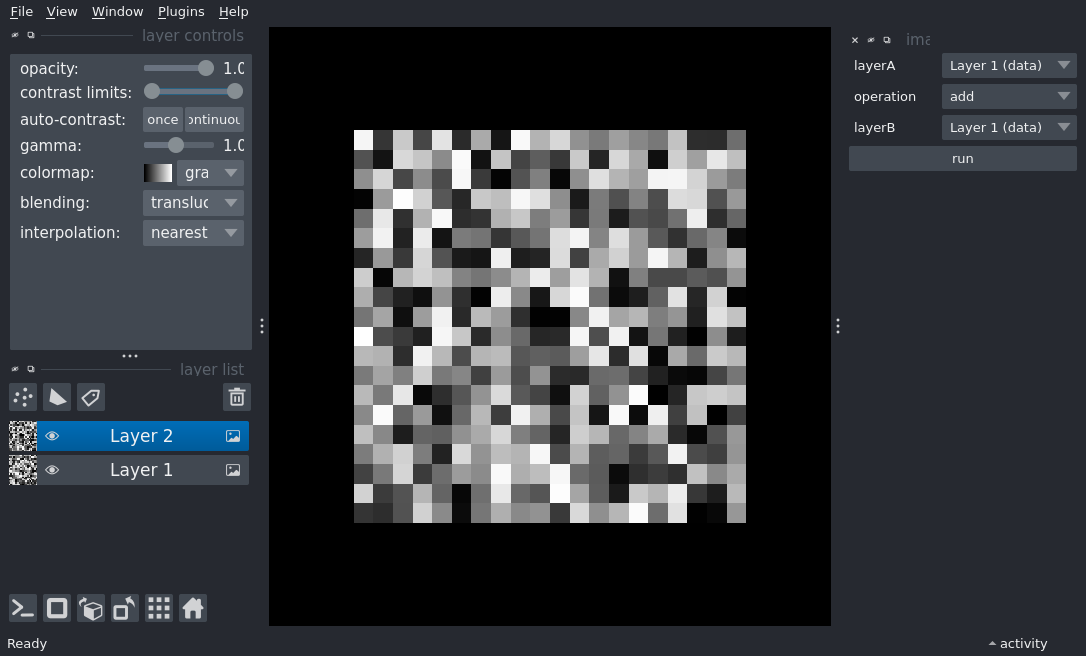 File View Window Plugins Help
layer controls
opacity: 1.0
contrast limits:
auto-contrast: once ontinuou
gamma: 1.0
colormap: gra
blending: transluc
interpolation: nearest
layer list
Layer 2
Layer 1
ima
layerA Layer 1 (data)
operation add
layerB Layer 1 (data)
run
Ready
activity